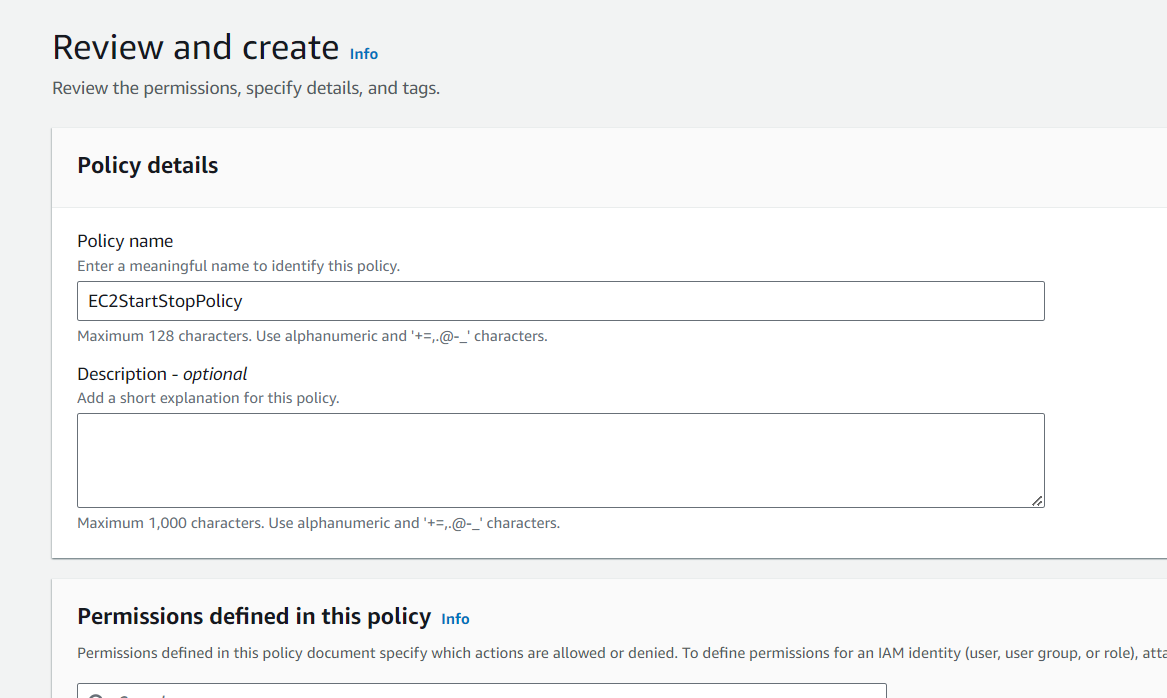 Review and create Info
Review the permissions, specify details, and tags.
Policy details
Policy name
Enter a meaningful name to identify this policy.
EC2StartStopPolicy
Maximum 128 characters. Use alphanumeric and '+=,.@-_' characters.
Description - optional
Add a short explanation for this policy.
Maximum 1,000 characters. Use alphanumeric and '+=,.@-_' characters.
Permissions defined in this policy Info
Permissions defined in this policy document specify which actions are allowed or denied. To define permissions for an IAM identity (user, user group, or role), atta